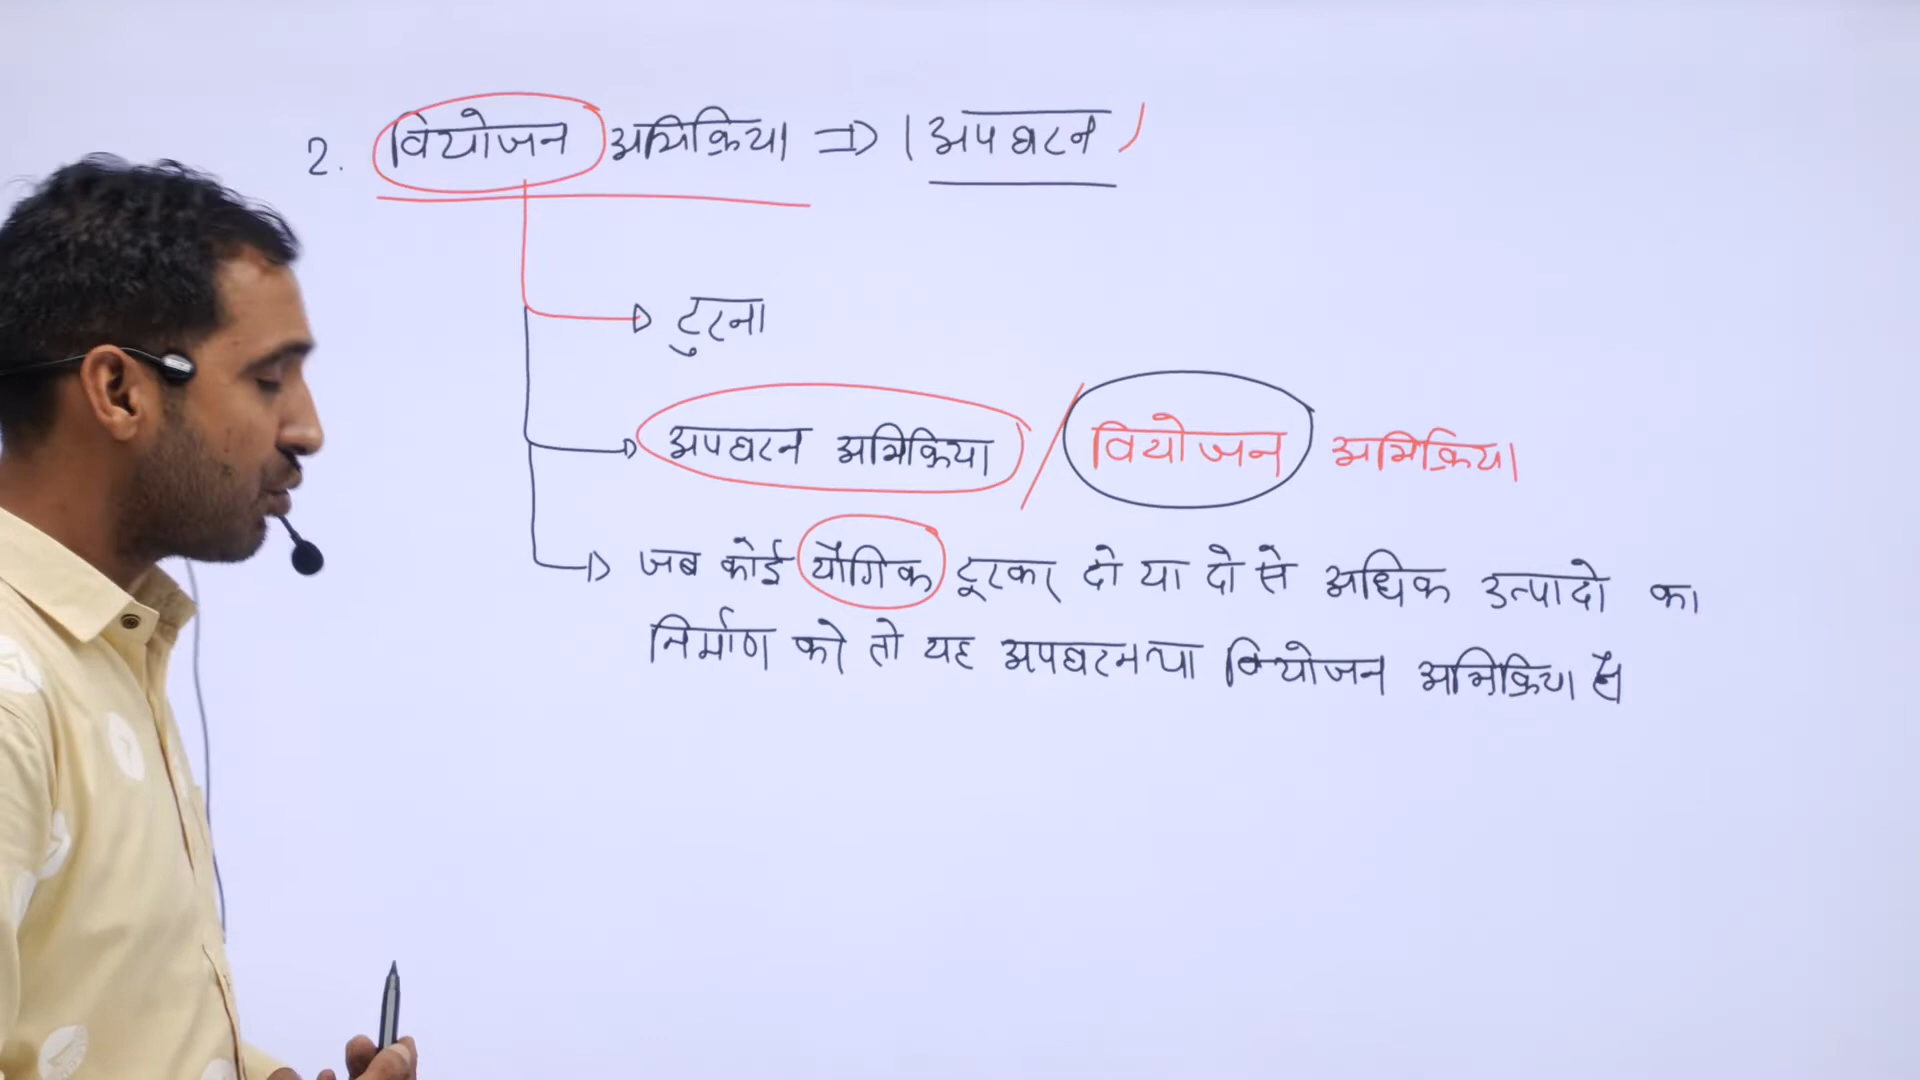 2. वियोजन अभिक्रिया ⇒ (अपघटन)
टुटना
अपघटन अभिक्रिया / वियोजन अभिक्रिया
जब कोई यौगिक टूटकर दो या दो से अधिक उत्पादो का
निर्माण करे तो यह अपघटन या वियोजन अभिक्रिया है